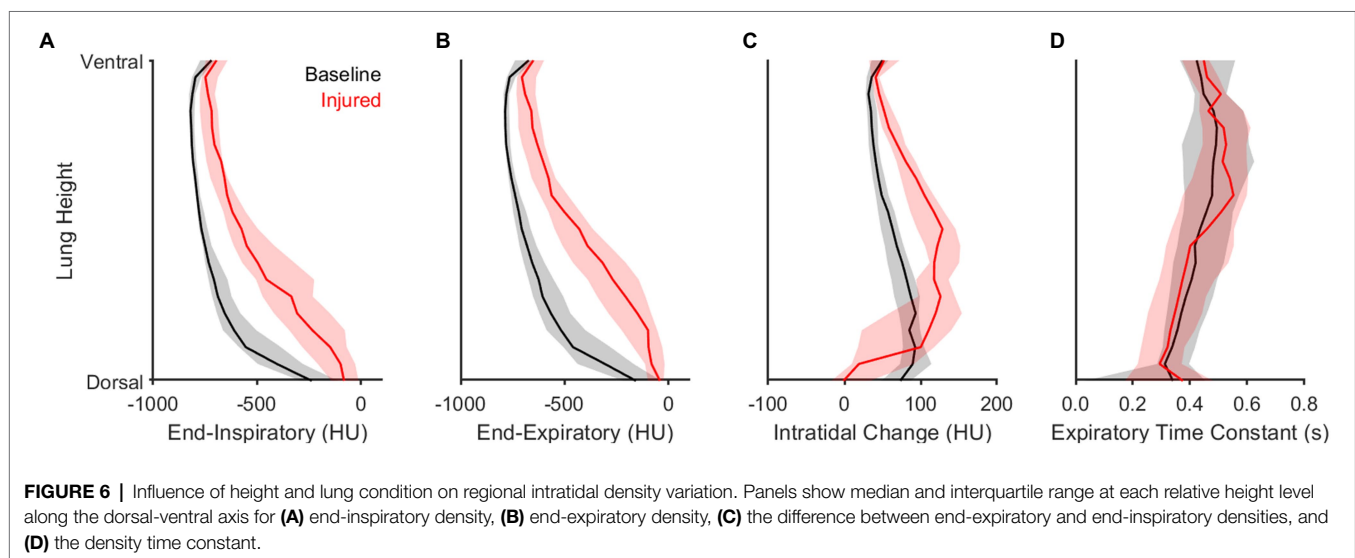 A
B
C
D
Ventral
Baseline
Injured
Lung Height
Dorsal
-1000 -500 0
End-Inspiratory (HU)
-1000 -500 0
End-Expiratory (HU)
-100 0 100 200
Intratidal Change (HU)
0.0 0.2 0.4 0.6 0.8
Expiratory Time Constant (s)
FIGURE 6 | Influence of height and lung condition on regional intratidal density variation. Panels show median and interquartile range at each relative height level
along the dorsal-ventral axis for (A) end-inspiratory density, (B) end-expiratory density, (C) the difference between end-expiratory and end-inspiratory densities, and
(D) the density time constant.